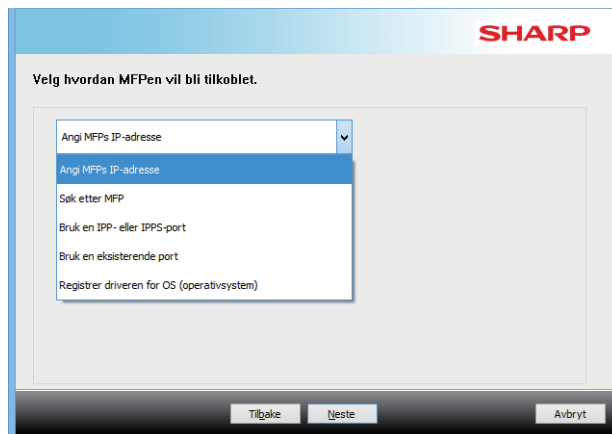 SHARP
Velg hvordan MFPen vil bli tilkoblet.
Angi MFPs IP-adresse
Angi MFPs IP-adresse
Søk etter MFP
Bruk en IPP- eller IPPS-port
Bruk en eksisterende port
Registrer driveren for OS (operativsystem)
Tilbake Neste Avbryt